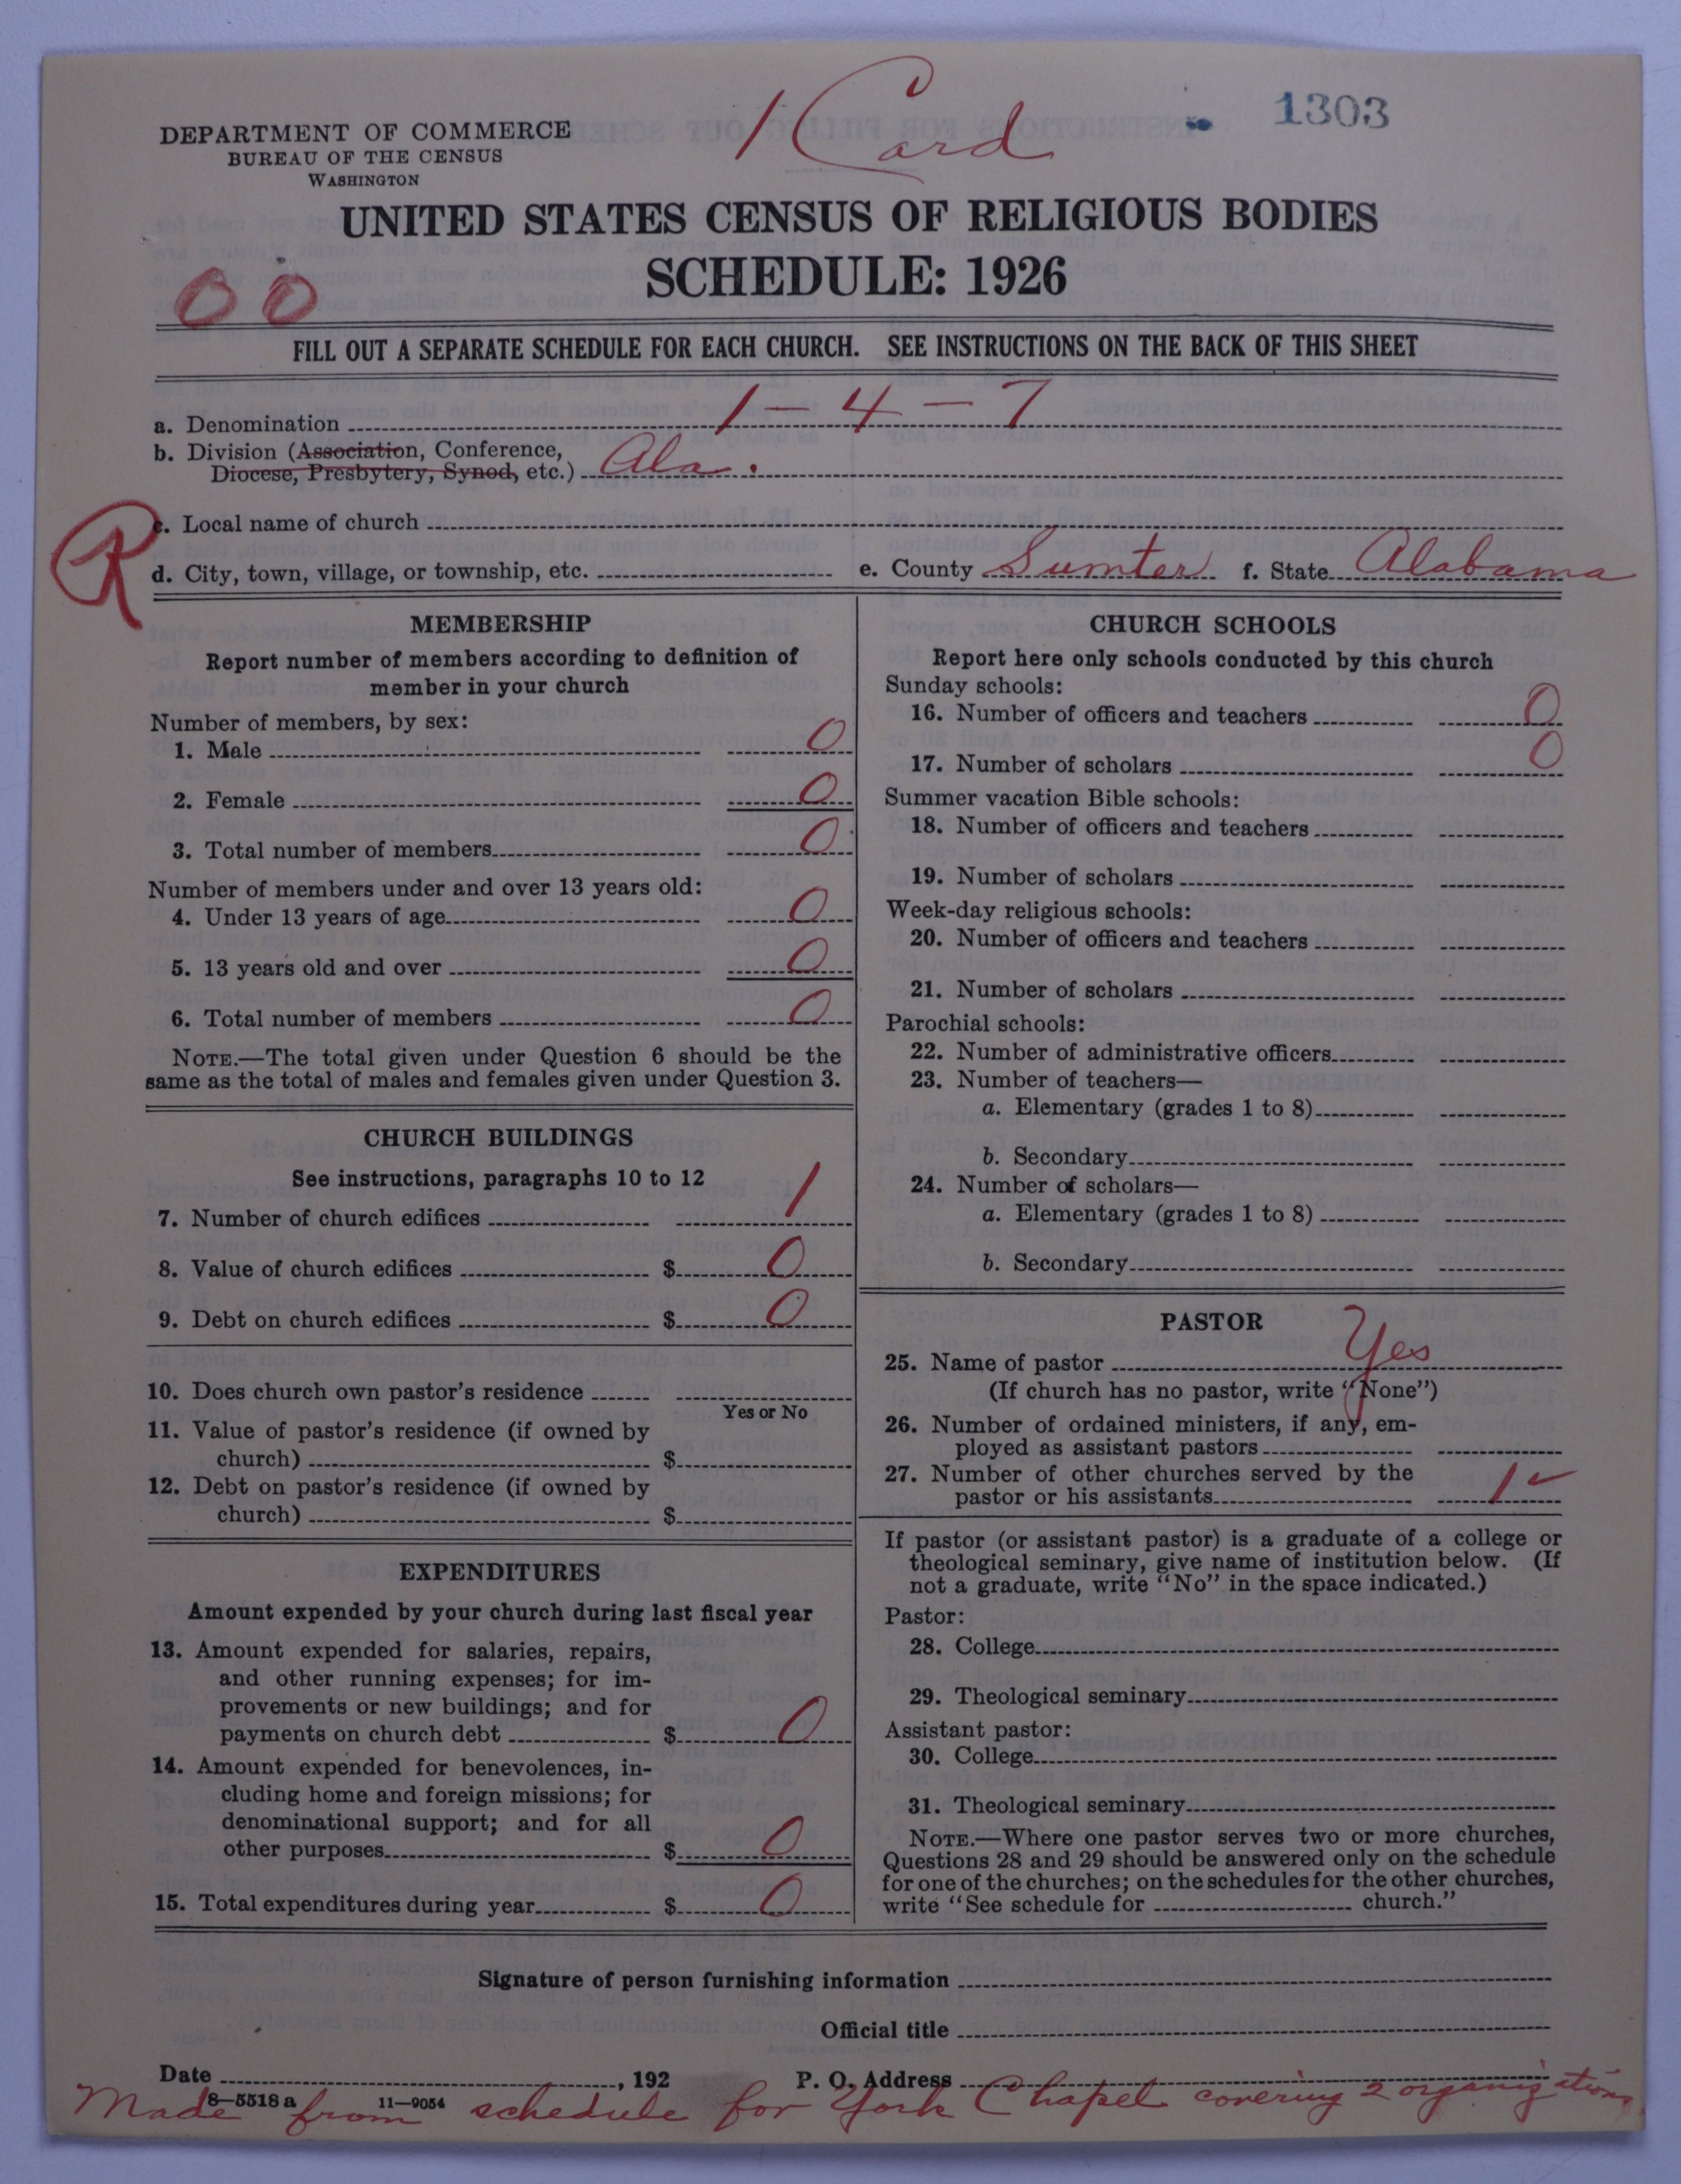 1 Card
1303
DEPARTMENT OF COMMERCE
BUREAU OF THE CENSUS
WASHINGTON
UNITED STATES CENSUS OF RELIGIOUS BODIES
SCHEDULE: 1926
00
FILL OUT A SEPARATE SCHEDULE FOR EACH CHURCH. SEE INSTRUCTIONS ON THE BACK OF THIS SHEET
a. Denomination 1-4-7
b. Division (Association, Conference,
Diocese, Presbytery, Synod, etc.) Ala.
R
c. Local name of church
d. City, town, village, or township, etc. e. County Sumter f. State Alabama
MEMBERSHIP
Report number of members according to definition of
member in your church
Number of members, by sex:
1. Male 0
2. Female 0
3. Total number of members 0
Number of members under and over 13 years old:
4. Under 13 years of age 0
5. 13 years old and over 0
6. Total number of members 0
NOTE.—The total given under Question 6 should be the
same as the total of males and females given under Question 3.
CHURCH BUILDINGS
See instructions, paragraphs 10 to 12
7. Number of church edifices 1
8. Value of church edifices $ 0
9. Debt on church edifices $ 0
10. Does church own pastor's residence
Yes or No
11. Value of pastor's residence (if owned by
church) $
12. Debt on pastor's residence (if owned by
church) $
EXPENDITURES
Amount expended by your church during last fiscal year
13. Amount expended for salaries, repairs,
and other running expenses; for im-
provements or new buildings; and for
payments on church debt $ 0
14. Amount expended for benevolences, in-
cluding home and foreign missions; for
denominational support; and for all
other purposes $ 0
15. Total expenditures during year $ 0
CHURCH SCHOOLS
Report here only schools conducted by this church
Sunday schools:
16. Number of officers and teachers 0
17. Number of scholars 0
Summer vacation Bible schools:
18. Number of officers and teachers
19. Number of scholars
Week-day religious schools:
20. Number of officers and teachers
21. Number of scholars
Parochial schools:
22. Number of administrative officers
23. Number of teachers—
a. Elementary (grades 1 to 8)
b. Secondary
24. Number of scholars—
a. Elementary (grades 1 to 8)
b. Secondary
PASTOR
25. Name of pastor Yes
(If church has no pastor, write "None")
26. Number of ordained ministers, if any, em-
ployed as assistant pastors
27. Number of other churches served by the
pastor or his assistants 1 ✓
If pastor (or assistant pastor) is a graduate of a college or
theological seminary, give name of institution below. (If
not a graduate, write "No" in the space indicated.)
Pastor:
28. College
29. Theological seminary
Assistant pastor:
30. College
31. Theological seminary
NOTE.—Where one pastor serves two or more churches,
Questions 28 and 29 should be answered only on the schedule
for one of the churches; on the schedules for the other churches,
write "See schedule for church."
Signature of person furnishing information
Official title
Date , 192 P. O. Address
8—5518 a 11—9054
Made from schedule for York Chapel covering 2 organizations